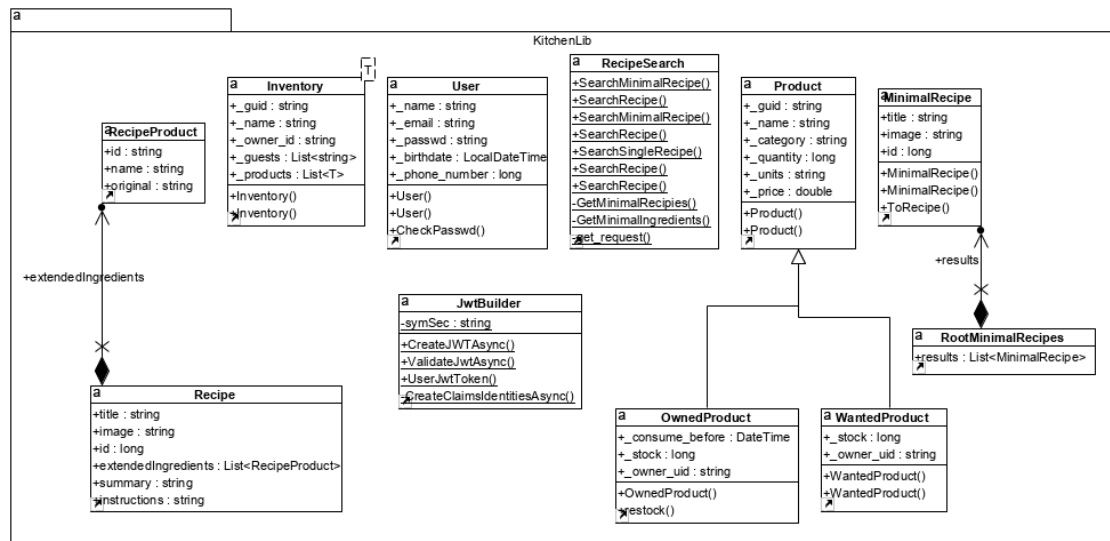 a
KitchenLib
a
RecipeProduct
+id : string
+name : string
+original : string
a
Inventory
T
+_guid : string
+_name : string
+_owner_id : string
+_guests : List<string>
+_products : List<T>
+Inventory()
+Inventory()
a
User
+_name : string
+_email : string
+_passwd : string
+_birthdate : LocalDateTime
+_phone_number : long
+User()
+User()
+CheckPasswd()
a
RecipeSearch
+SearchMinimalRecipe()
+SearchRecipe()
+SearchMinimalRecipe()
+SearchRecipe()
+SearchSingleRecipe()
+SearchRecipe()
+SearchRecipe()
-GetMinimalRecipies()
-GetMinimalIngredients()
-get_request()
a
Product
+_guid : string
+_name : string
+_category : string
+_quantity : long
+_units : string
+_price : double
+Product()
+Product()
a
MinimalRecipe
+title : string
+image : string
+id : long
+MinimalRecipe()
+MinimalRecipe()
+ToRecipe()
+extendedIngredients
+results
a
JwtBuilder
-symSec : string
+CreateJWTAsync()
+ValidateJwtAsync()
+UserJwtToken()
-CreateClaimsIdentitiesAsync()
a
RootMinimalRecipes
+results : List<MinimalRecipe>
a
Recipe
+title : string
+image : string
+id : long
+extendedIngredients : List<RecipeProduct>
+summary : string
+instructions : string
a
OwnedProduct
+_consume_before : DateTime
+_stock : long
+_owner_uid : string
+OwnedProduct()
+restock()
a
WantedProduct
+_stock : long
+_owner_uid : string
+WantedProduct()
+WantedProduct()